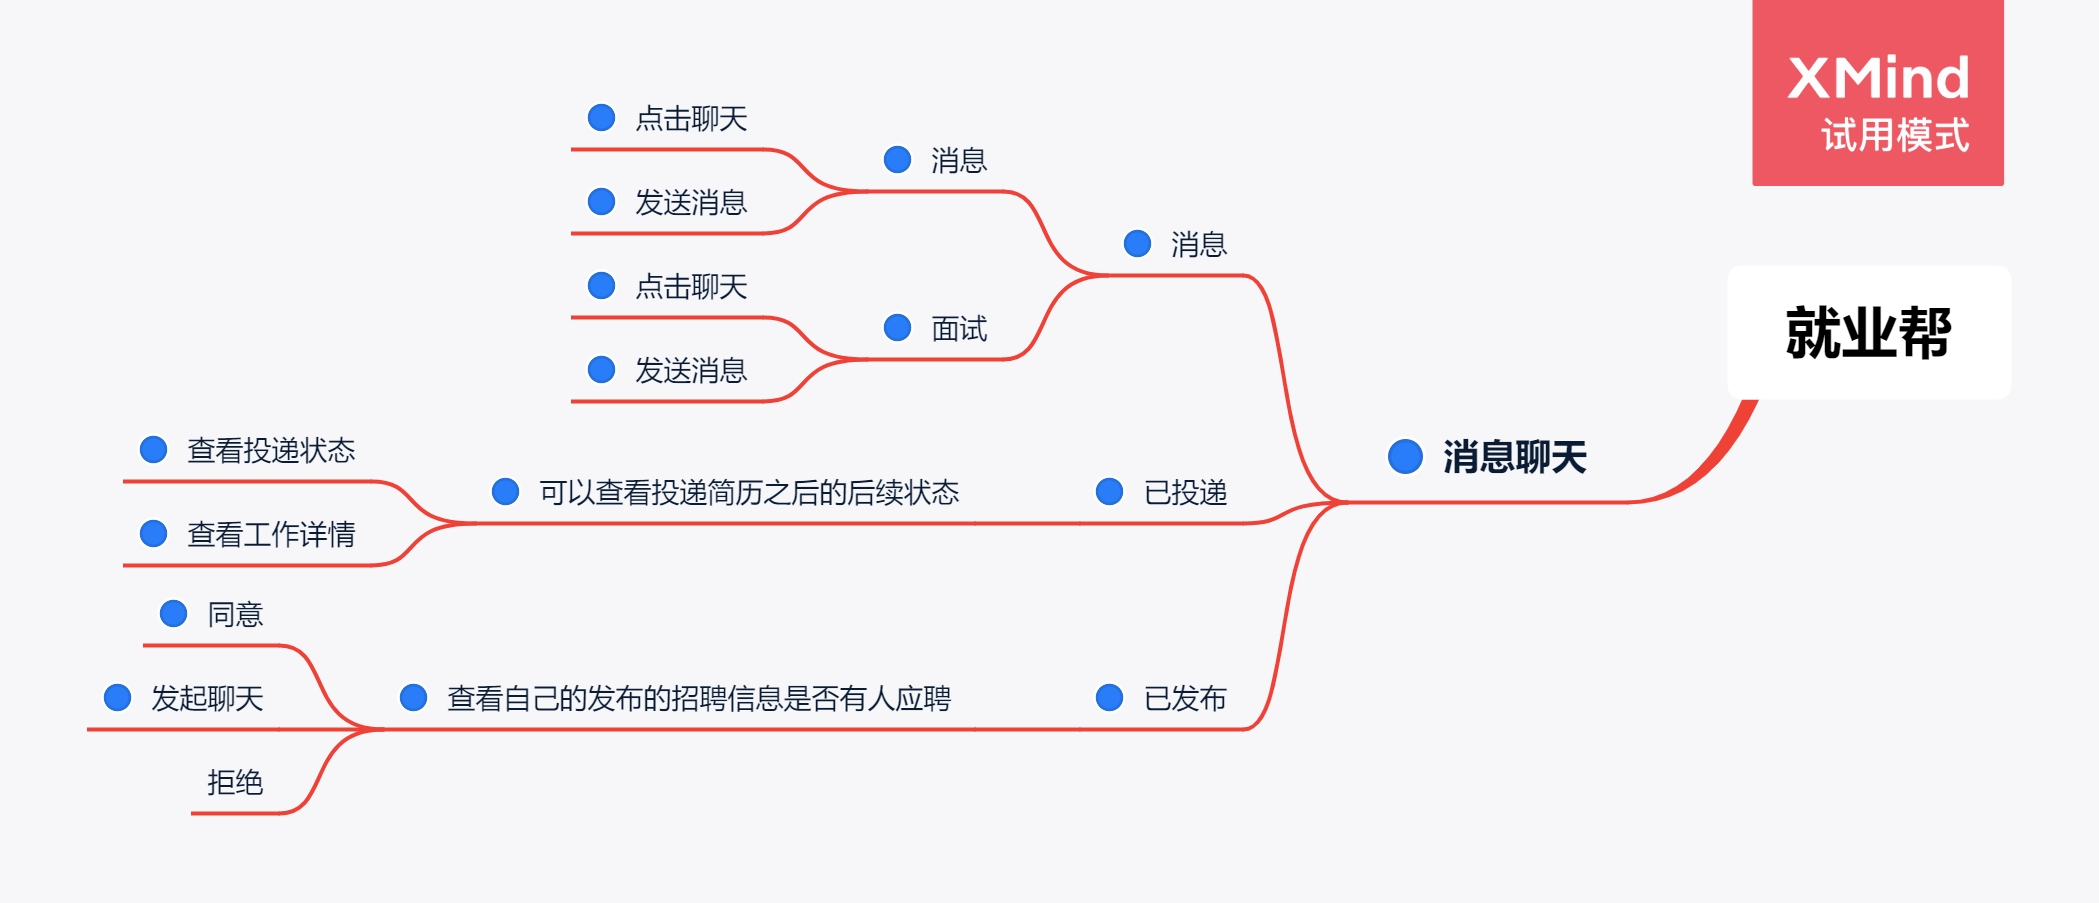 XMind
试用模式
就业帮
消息聊天
消息
消息
点击聊天
发送消息
面试
点击聊天
发送消息
已投递
可以查看投递简历之后的后续状态
查看投递状态
查看工作详情
已发布
查看自己的发布的招聘信息是否有人应聘
同意
发起聊天
拒绝